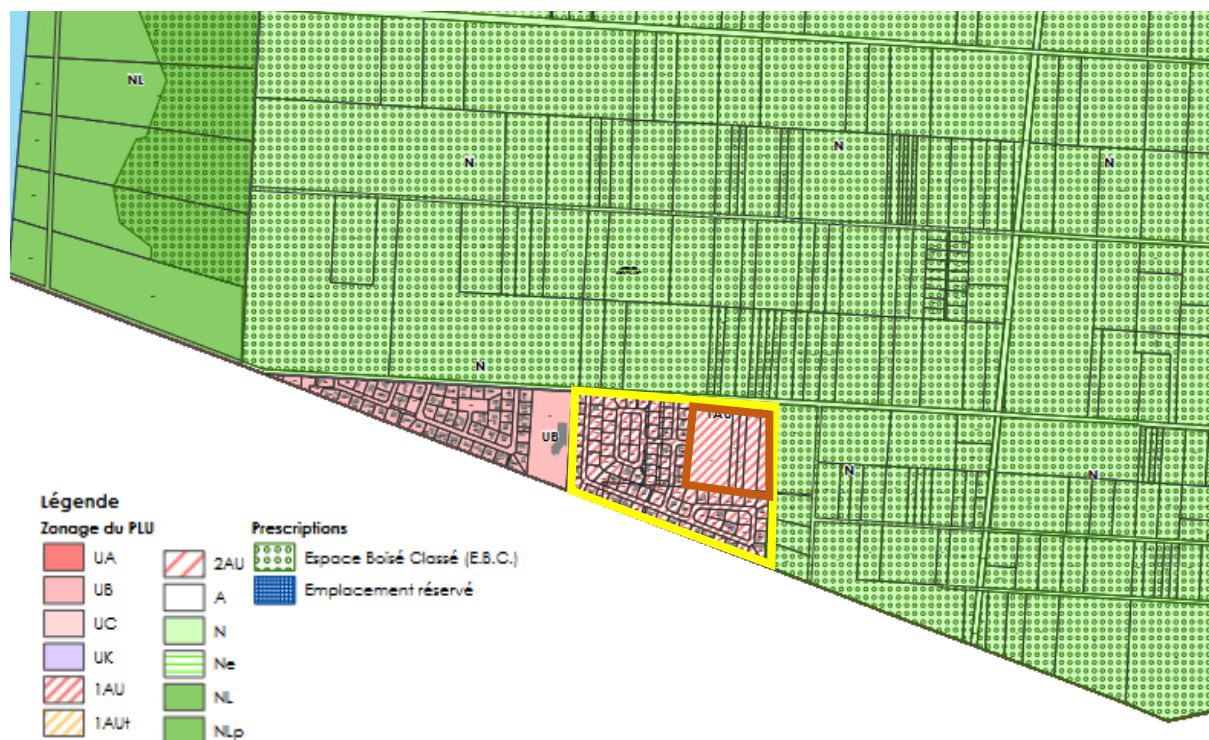 NL
N
N
N
N
1AU
UB
N
N
Légende
Zonage du PLU
Prescriptions
UA
2AU
Espace Boisé Classé (E.B.C.)
UB
A
Emplacement réservé
UC
N
UK
Ne
1AU
NL
1AUt
NLp